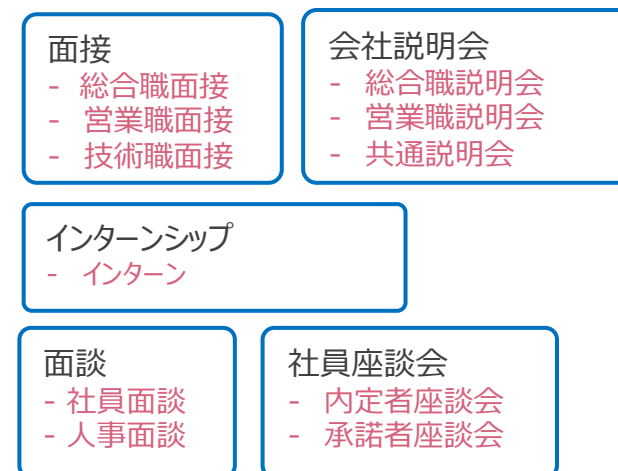 面接
- 総合職面接
- 営業職面接
- 技術職面接
会社説明会
- 総合職説明会
- 営業職説明会
- 共通説明会
インターンシップ
- インターン
面談
- 社員面談
- 人事面談
社員座談会
- 内定者座談会
- 承諾者座談会